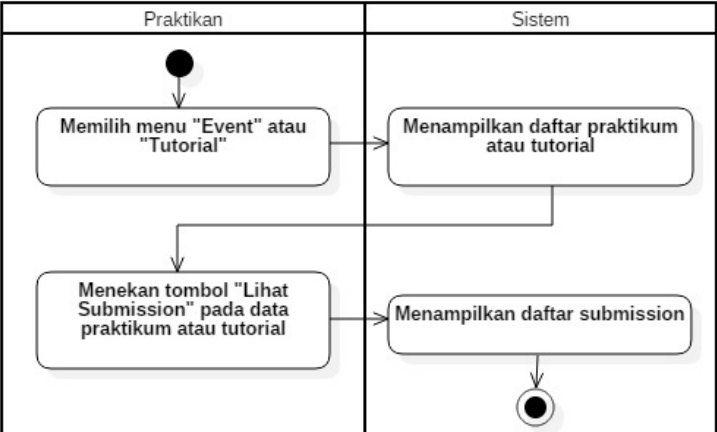 Praktikan
Sistem
Memilih menu "Event" atau
"Tutorial"
Menampilkan daftar praktikum
atau tutorial
Menekan tombol "Lihat
Submission" pada data
praktikum atau tutorial
Menampilkan daftar submission